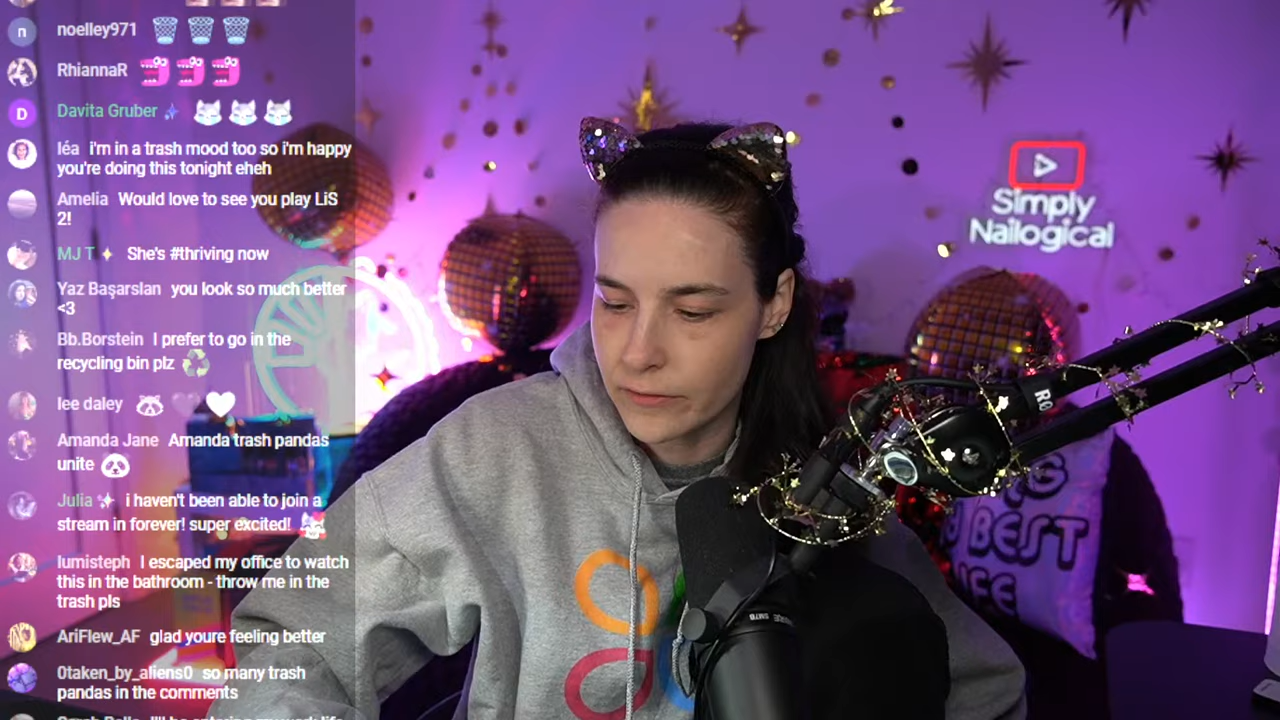 n
noelley971
RhiannaR
D
Davita Gruber
léa i'm in a trash mood too so i'm happy
you're doing this tonight eheh
Amelia Would love to see you play LiS
2!
MJ T She's #thriving now
Yaz Başarslan you look so much better
<3
Bb.Borstein I prefer to go in the
recycling bin plz
lee daley
Amanda Jane Amanda trash pandas
unite
Julia i haven't been able to join a
stream in forever! super excited!
lumisteph I escaped my office to watch
this in the bathroom - throw me in the
trash pls
AriFlew_AF glad youre feeling better
0taken_by_aliens0 so many trash
pandas in the comments
Simply
Nailogical
BEST
SM7B